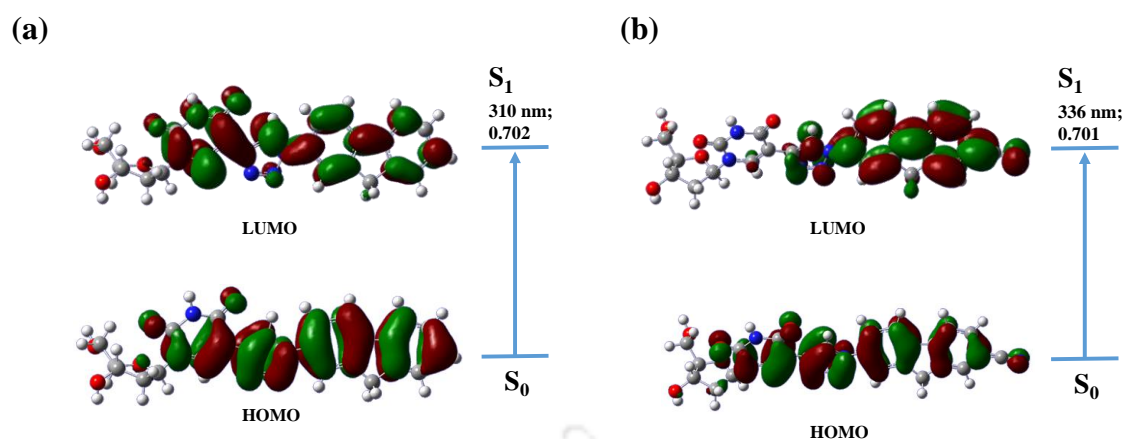 (a)
S₁
310 nm;
0.702
LUMO
HOMO
S₀
(b)
S₁
336 nm;
0.701
LUMO
HOMO
S₀